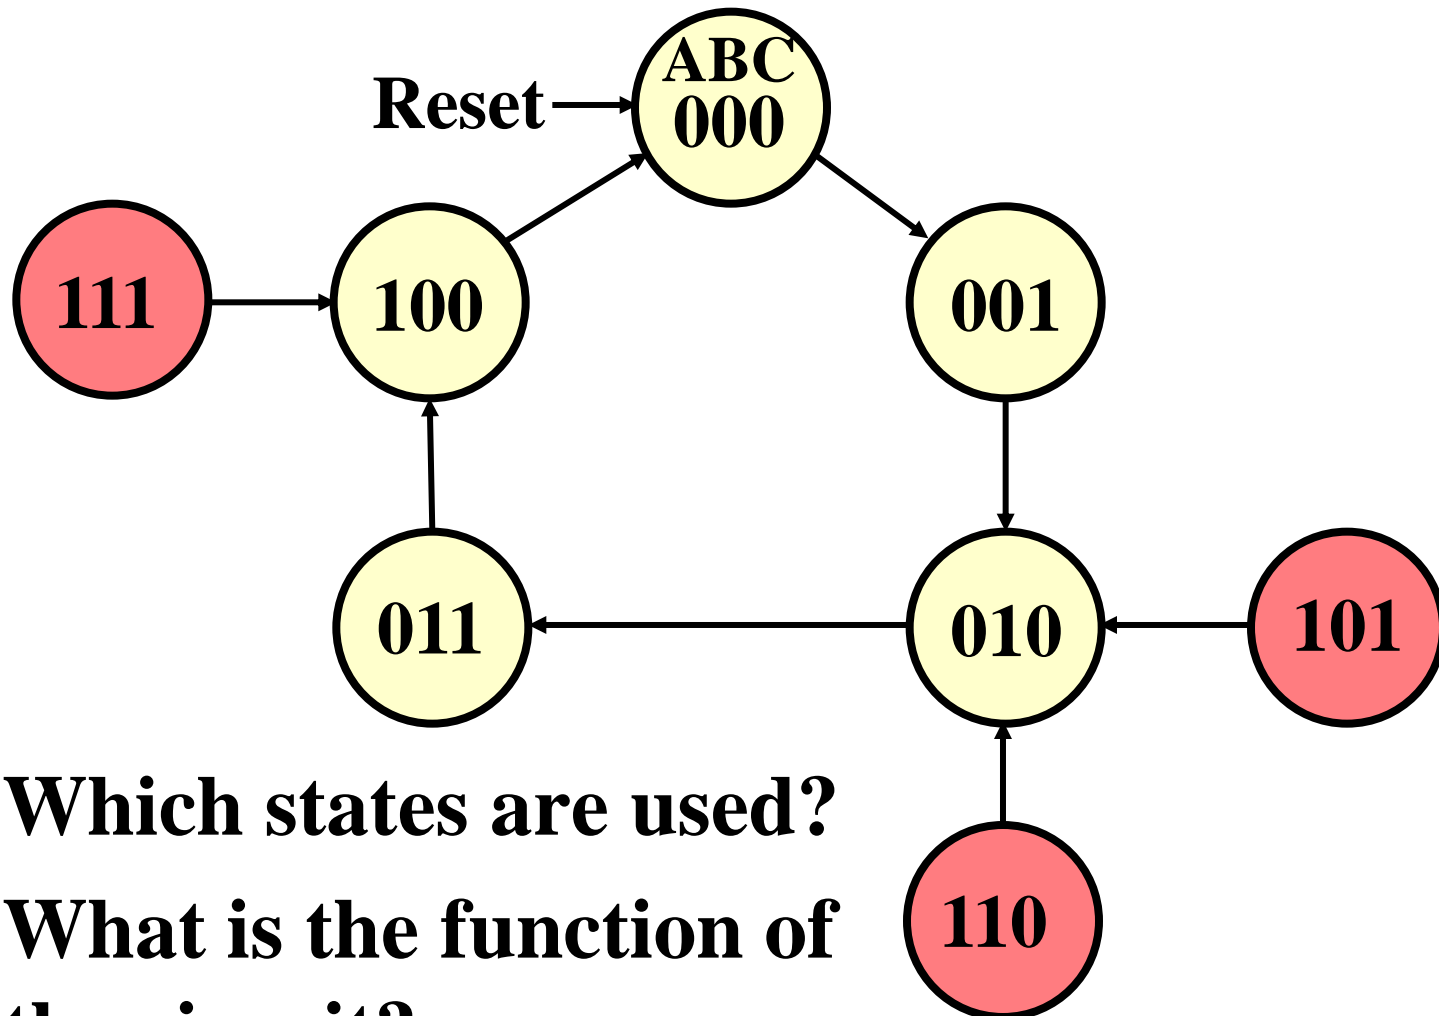 ABC
000
Reset
111
100
001
011
010
101
110
Which states are used?
What is the function of